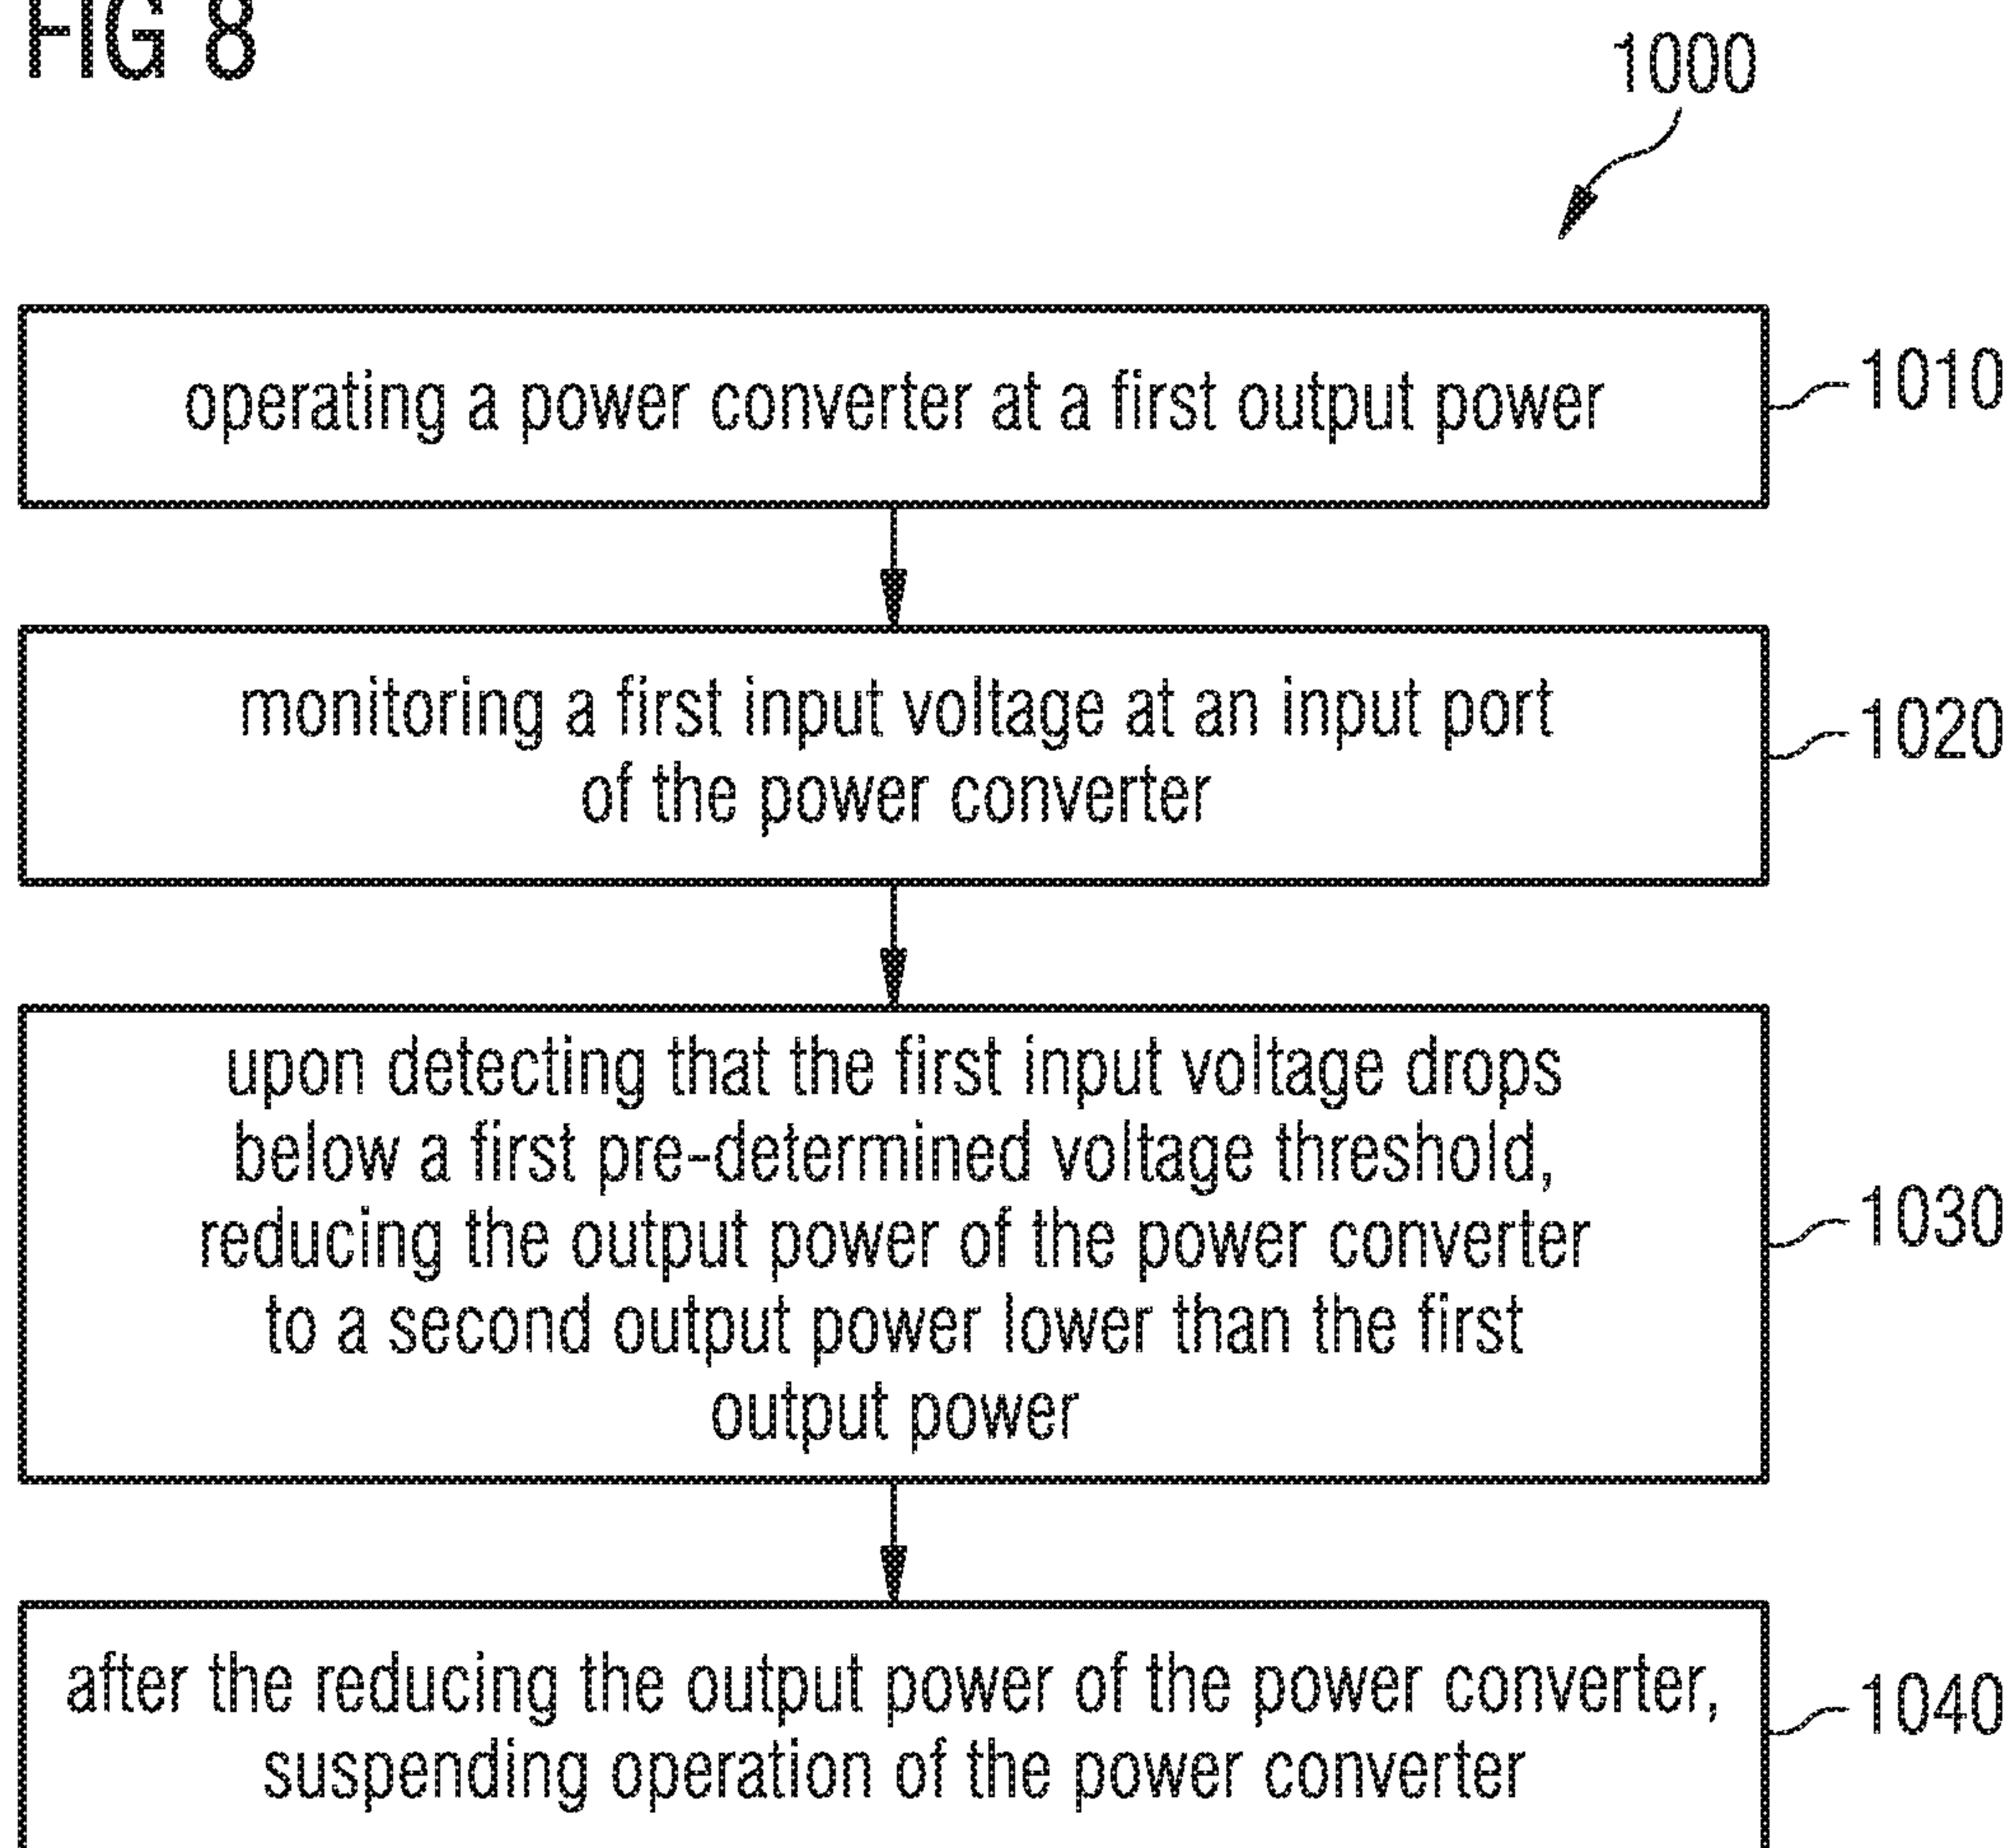 FIG 8
1000
operating a power converter at a first output power
1010
monitoring a first input voltage at an input port
of the power converter
1020
upon detecting that the first input voltage drops
below a first pre-determined voltage threshold,
reducing the output power of the power converter
to a second output power lower than the first
output power
1030
after the reducing the output power of the power converter,
suspending operation of the power converter
1040